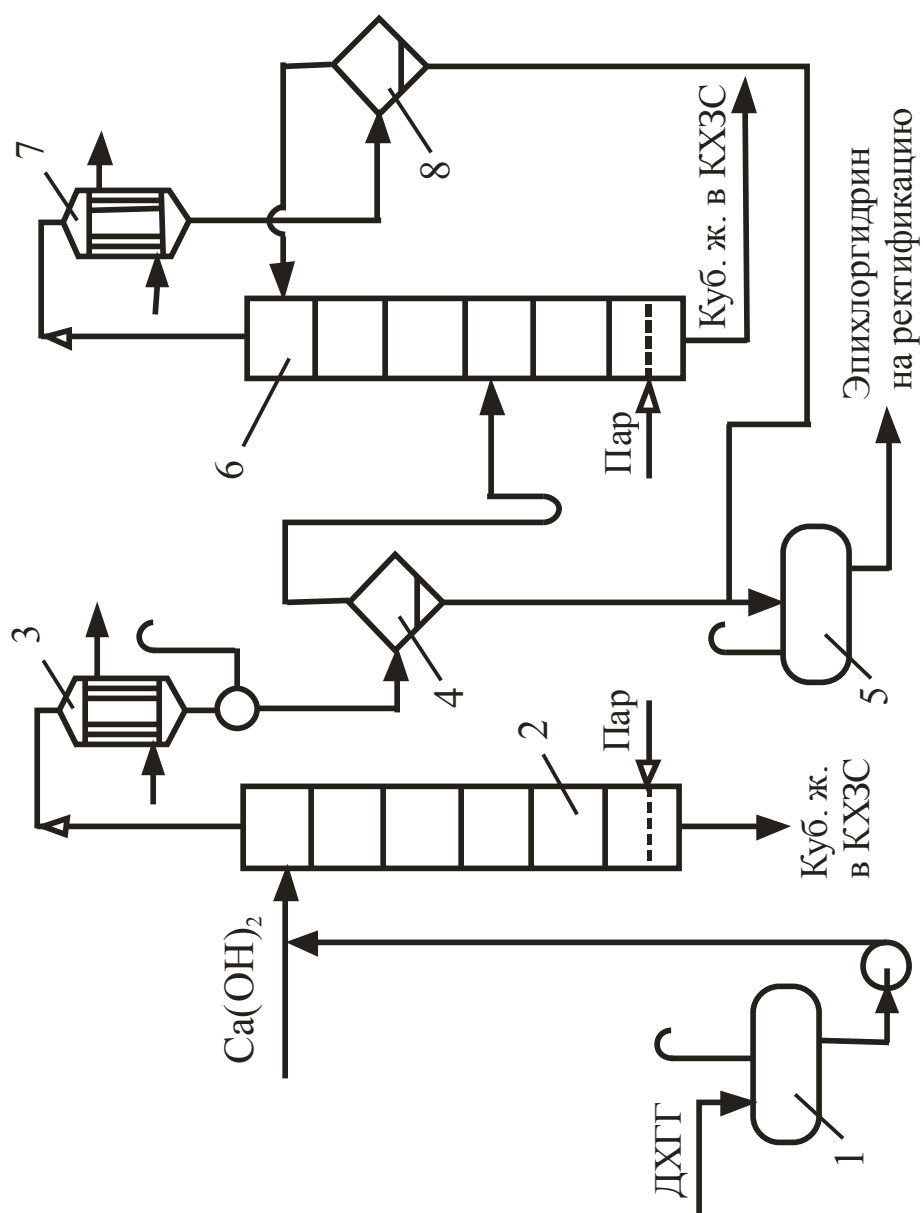 ДХГГ
1
Ca(OH)₂
2
Пар
Куб. ж.
в КХЗС
3
4
5
Эпихлоргидрин
на ректификацию
6
Пар
Куб. ж. в КХЗС
7
8